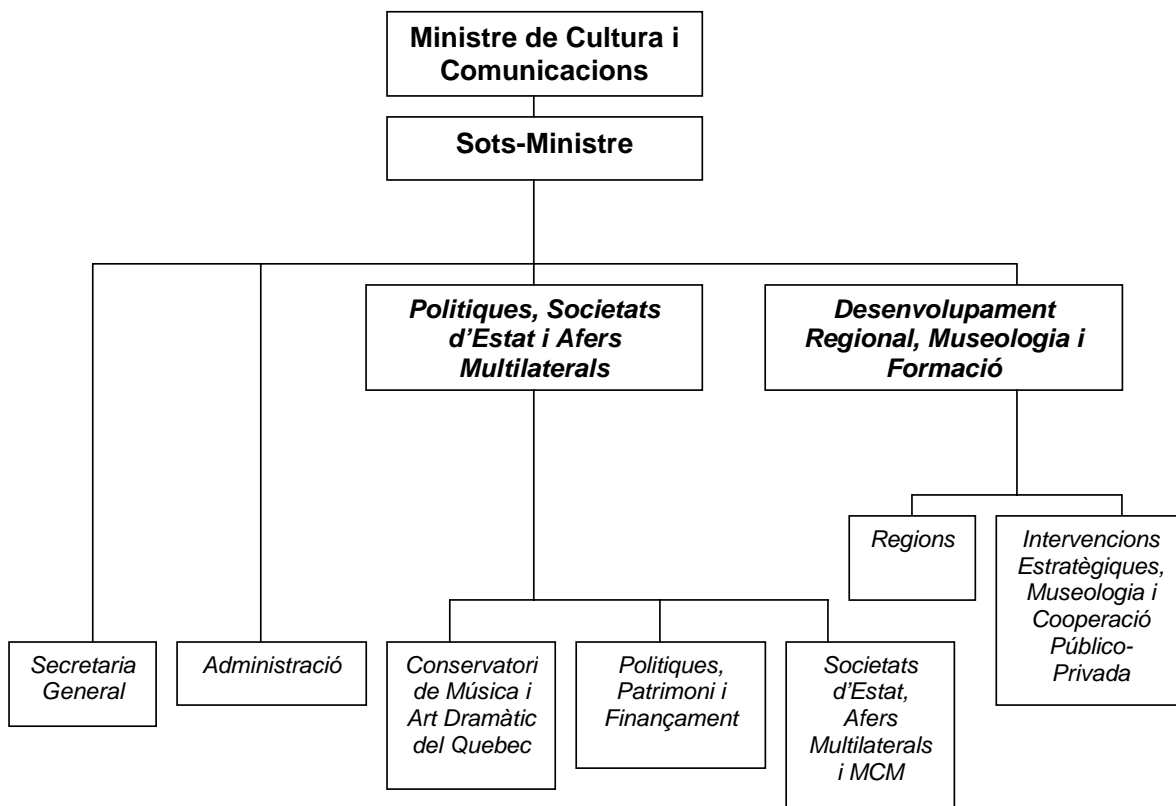 Ministre de Cultura i
Comunicacions
Sots-Ministre
Politiques, Societats
d’Estat i Afers
Multilaterals
Desenvolupament
Regional, Museologia i
Formació
Regions
Intervencions
Estratègiques,
Museologia i
Cooperació
Público-
Privada
Secretaria
General
Administració
Conservatori
de Música i
Art Dramàtic
del Quebec
Politiques,
Patrimoni i
Finançament
Societats
d’Estat,
Afers
Multilaterals
i MCM